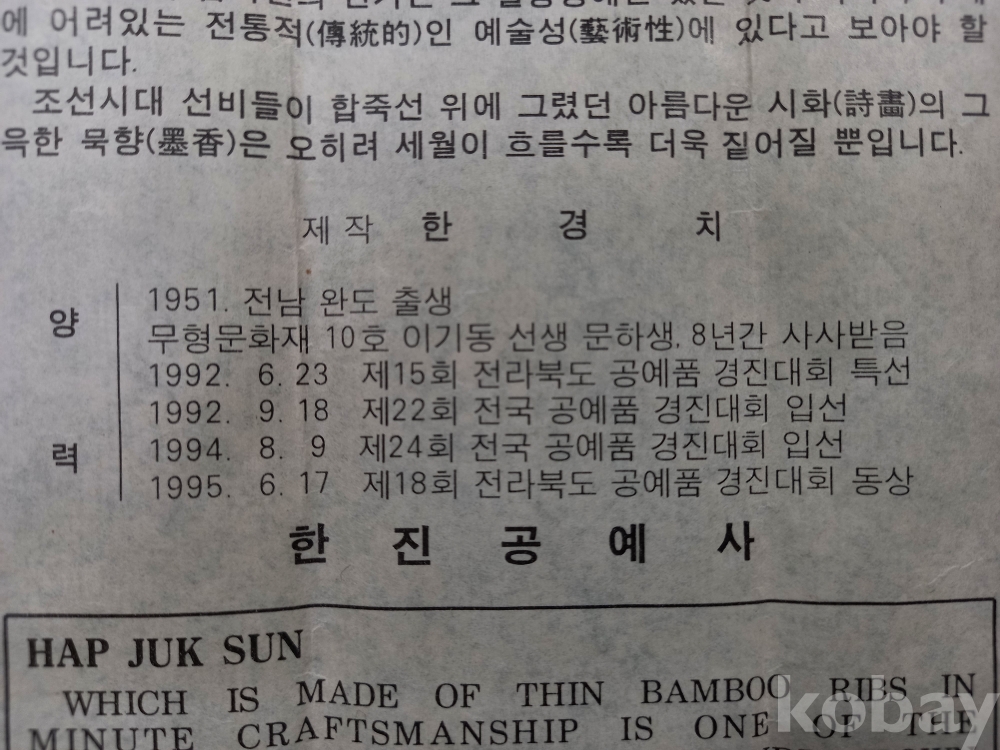 에 어려있는 전통적(傳統的)인 예술성(藝術性)에 있다고 보아야 할
것입니다.
조선시대 선비들이 합죽선 위에 그렸던 아름다운 시화(詩畵)의 그
윽한 묵향(墨香)은 오히려 세월이 흐를수록 더욱 짙어질 뿐입니다.
제 작 한 경 치
양 력
1951. 전남 완도 출생
무형문화재 10호 이기동 선생 문하생, 8년간 사사받음
1992. 6. 23 제15회 전라북도 공예품 경진대회 특선
1992. 9. 18 제22회 전국 공예품 경진대회 입선
1994. 8. 9 제24회 전국 공예품 경진대회 입선
1995. 6. 17 제18회 전라북도 공예품 경진대회 동상
한 진 공 예 사
HAP JUK SUN
WHICH IS MADE OF THIN BAMBOO RIBS IN
MINUTE CRAFTSMANSHIP IS ONE OF THE
kobay